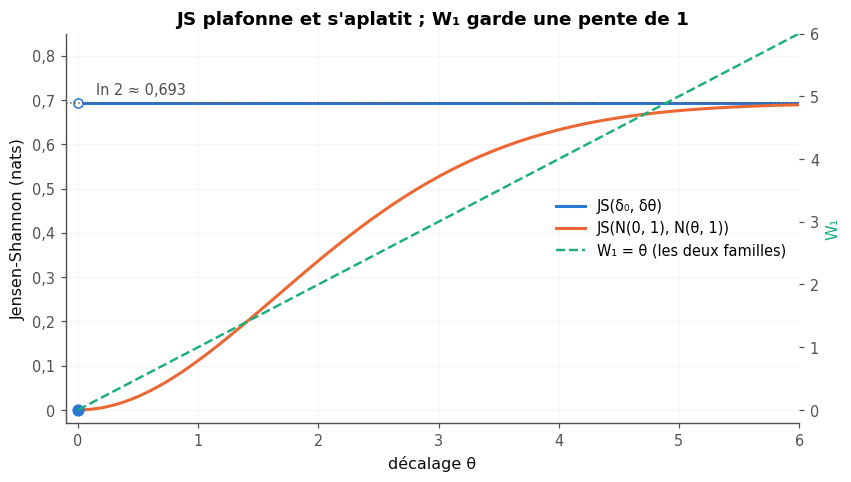 JS plafonne et s'aplatit ; W₁ garde une pente de 1
Jensen-Shannon (nats)
0,8
0,7
0,6
0,5
0,4
0,3
0,2
0,1
0
ln 2 ≈ 0,693
JS(δ₀, δθ)
JS(N(0, 1), N(θ, 1))
W₁ = θ (les deux familles)
6
5
4
3
2
1
0
W₁
0 1 2 3 4 5 6
décalage θ